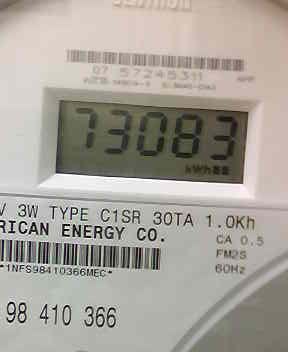 07 57245311
73083
kWh
V 3W TYPE C1SR 30TA 1.0Kh
RICAN ENERGY CO.
CA 0.5
FM2S
60Hz
*1NFS98410366MEC*
98 410 366